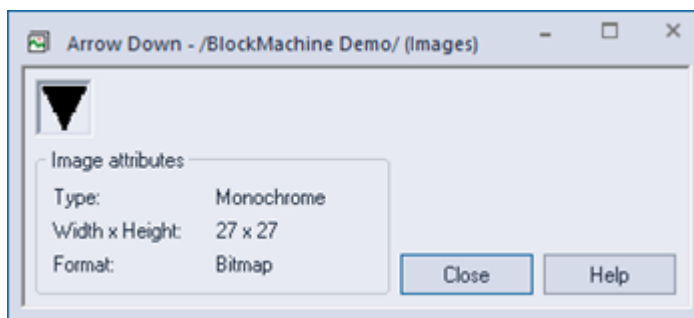 Arrow Down - /BlockMachine Demo/ (Images)
Image attributes
Type: Monochrome
Width x Height: 27 x 27
Format: Bitmap
Close Help